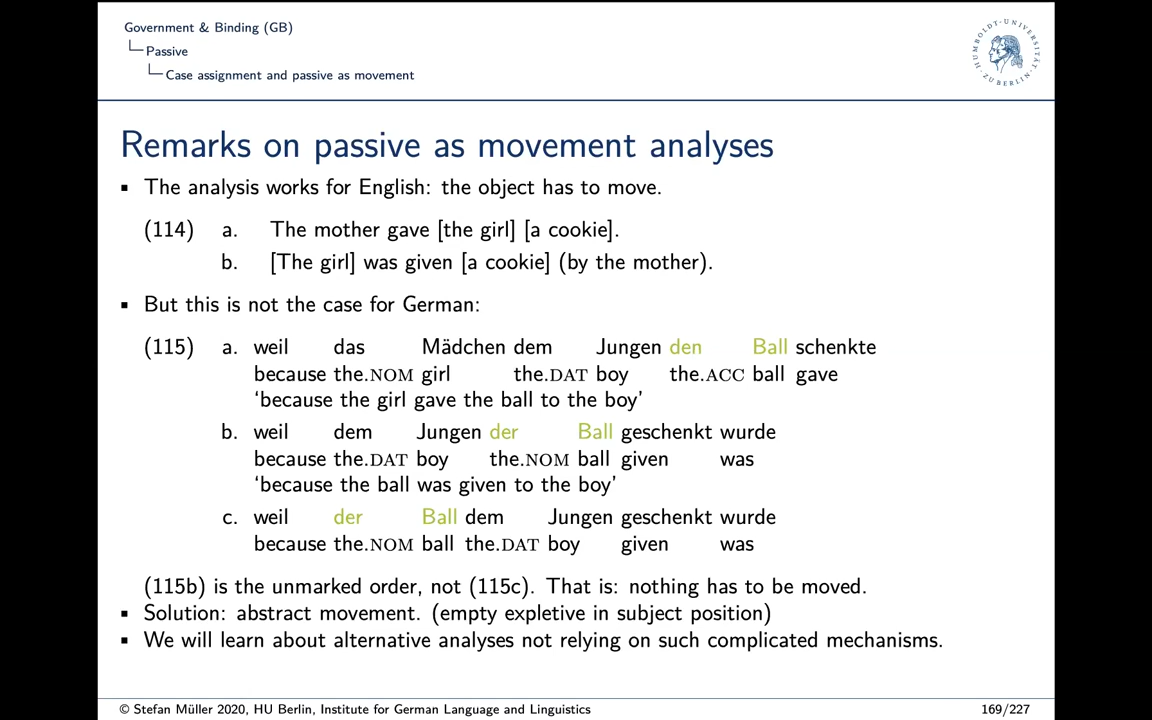 Government & Binding (GB)
Passive
Case assignment and passive as movement
HUMBOLDT-UNIVERSITÄT ZU BERLIN
Remarks on passive as movement analyses
▪ The analysis works for English: the object has to move.
(114) a. The mother gave [the girl] [a cookie].
b. [The girl] was given [a cookie] (by the mother).
▪ But this is not the case for German:
(115) a. weil das Mädchen dem Jungen den Ball schenkte
because the.NOM girl the.DAT boy the.ACC ball gave
‘because the girl gave the ball to the boy’
b. weil dem Jungen der Ball geschenkt wurde
because the.DAT boy the.NOM ball given was
‘because the ball was given to the boy’
c. weil der Ball dem Jungen geschenkt wurde
because the.NOM ball the.DAT boy given was
(115b) is the unmarked order, not (115c). That is: nothing has to be moved.
▪ Solution: abstract movement. (empty expletive in subject position)
▪ We will learn about alternative analyses not relying on such complicated mechanisms.
© Stefan Müller 2020, HU Berlin, Institute for German Language and Linguistics 169/227